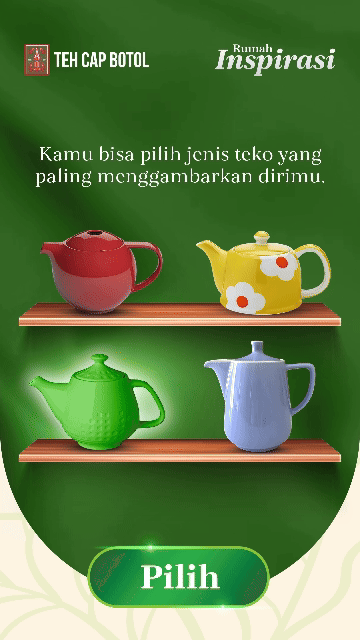 TEH CAP BOTOL
Rumah
Inspirasi
Kamu bisa pilih jenis teko yang
paling menggambarkan dirimu.
Pilih